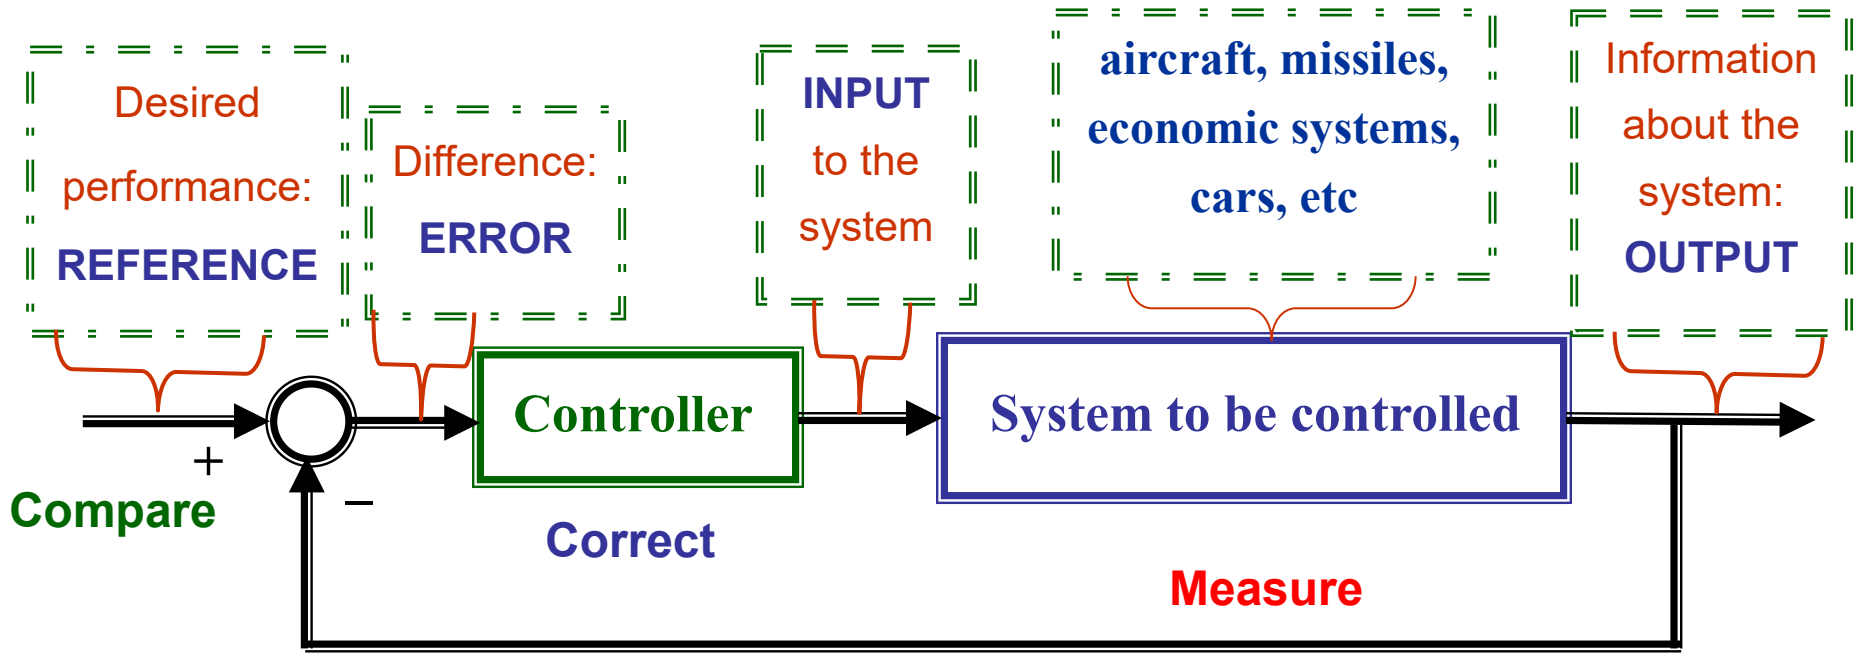 Desired
performance:
REFERENCE
Difference:
ERROR
INPUT
to the
system
aircraft, missiles,
economic systems,
cars, etc
Information
about the
system:
OUTPUT
Controller
System to be controlled
+
−
Compare
Correct
Measure